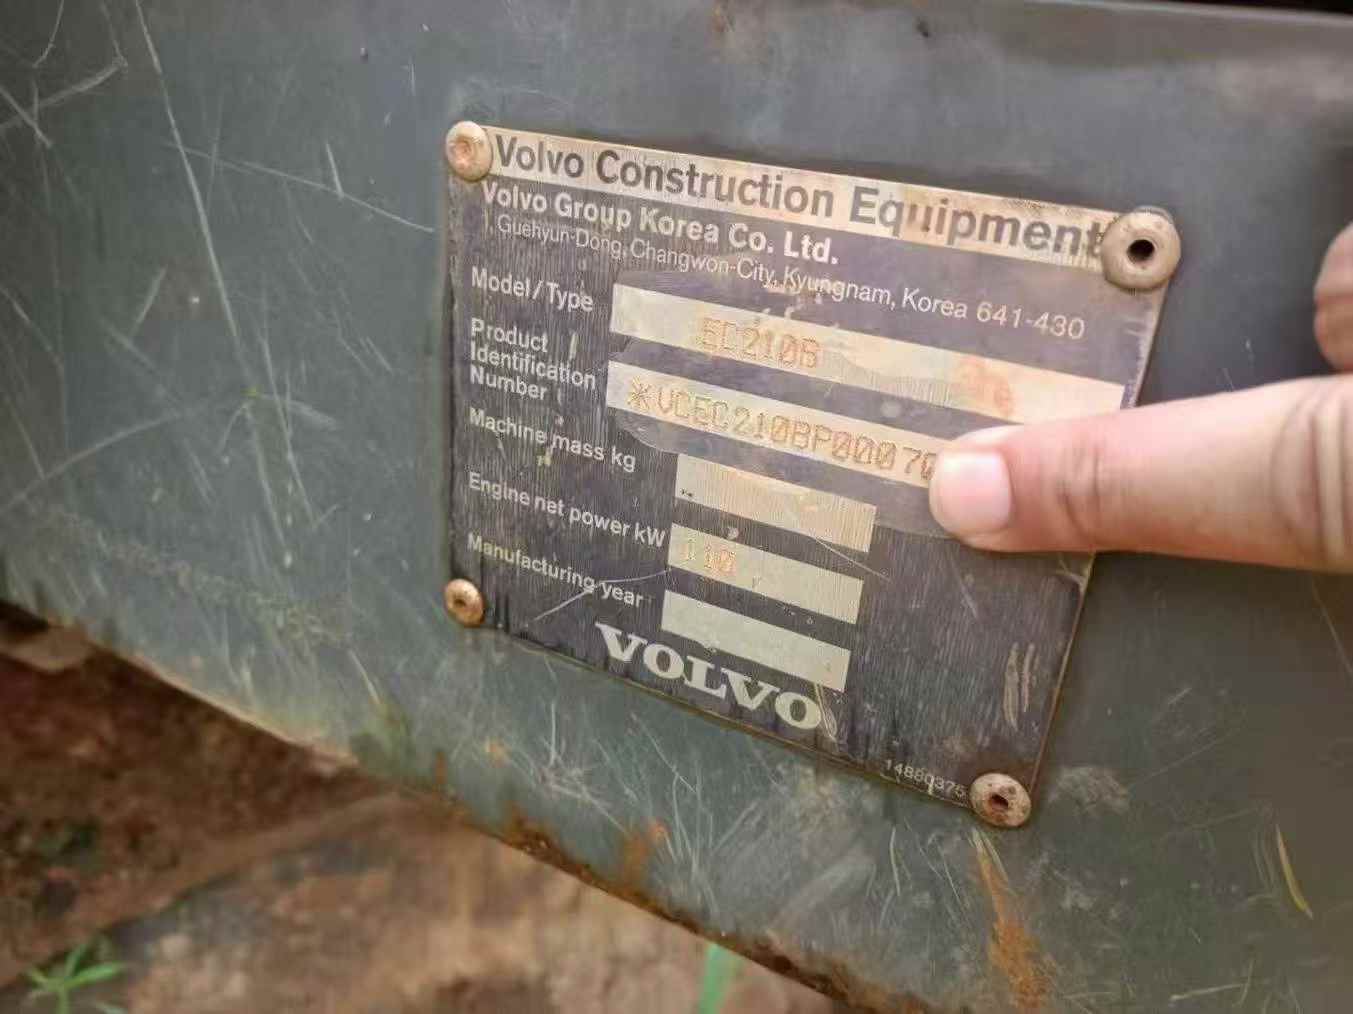 Volvo Construction Equipment
Volvo Group Korea Co. Ltd.
1, Guehyun-Dong, Changwon-City, Kyungnam, Korea 641-430
Model/Type EC210B
Product Identification Number *VCEC210BP00070
Machine mass kg
Engine net power kW 110
Manufacturing year
VOLVO
14880375